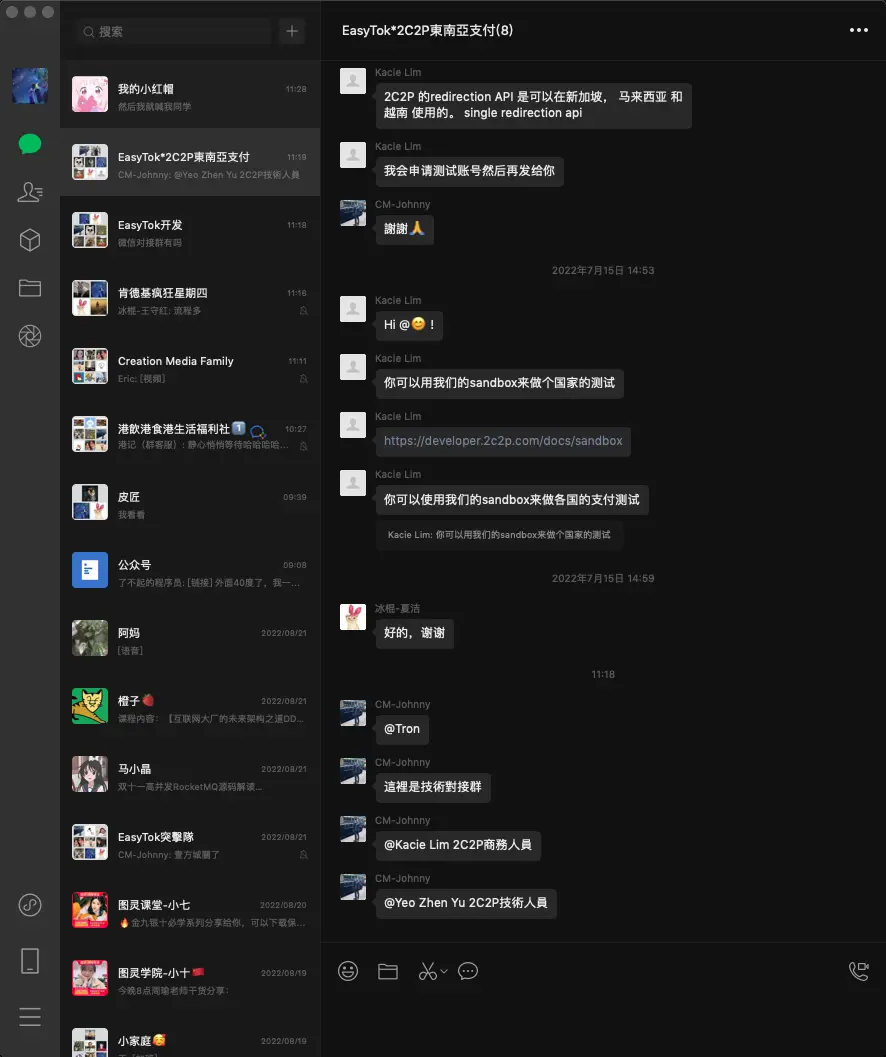 搜索
我的小红帽
11:28
然后我就喊我同学
EasyTok*2C2P東南亞支付
11:19
CM-Johnny: @Yeo Zhen Yu 2C2P技術人員
EasyTok开发
11:18
微信对接群有吗
肯德基疯狂星期四
11:16
冰棍-王守红: 流程多
Creation Media Family
11:11
Eric: [视频]
港飲港食港生活福利社1️⃣
10:27
港记（群客服）: 静心悄悄等待哈哈哈哈...
皮匠
09:39
我看看
公众号
09:08
了不起的程序员: [链接] 外面40度了，我一...
阿妈
2022/08/21
[语音]
橙子🍓
2022/08/21
课程内容：【互联网大厂的未来架构之道DD...
马小晶
2022/08/21
双十一高并发RocketMQ源码解读...
EasyTok突擊隊
2022/08/21
CM-Johnny: 壹方城關了
图灵课堂-小七
2022/08/20
🔥金九银十必学系列分享给你，可以下载保...
图灵学院-小十
2022/08/19
今晚8点周瑜老师干货分享：
小家庭🥰
2022/08/19
EasyTok*2C2P東南亞支付(8)
Kacie Lim
2C2P 的redirection API 是可以在新加坡， 马来西亚 和
越南 使用的。 single redirection api
Kacie Lim
我会申请测试账号然后再发给你
CM-Johnny
謝謝🙏
2022年7月15日 14:53
Kacie Lim
Hi @😊 !
Kacie Lim
你可以用我们的sandbox来做个国家的测试
Kacie Lim
https://developer.2c2p.com/docs/sandbox
Kacie Lim
你可以使用我们的sandbox来做各国的支付测试
Kacie Lim: 你可以用我们的sandbox来做个国家的测试
2022年7月15日 14:59
冰棍-夏洁
好的，谢谢
11:18
CM-Johnny
@Tron
CM-Johnny
這裡是技術對接群
CM-Johnny
@Kacie Lim 2C2P商務人員
CM-Johnny
@Yeo Zhen Yu 2C2P技術人員